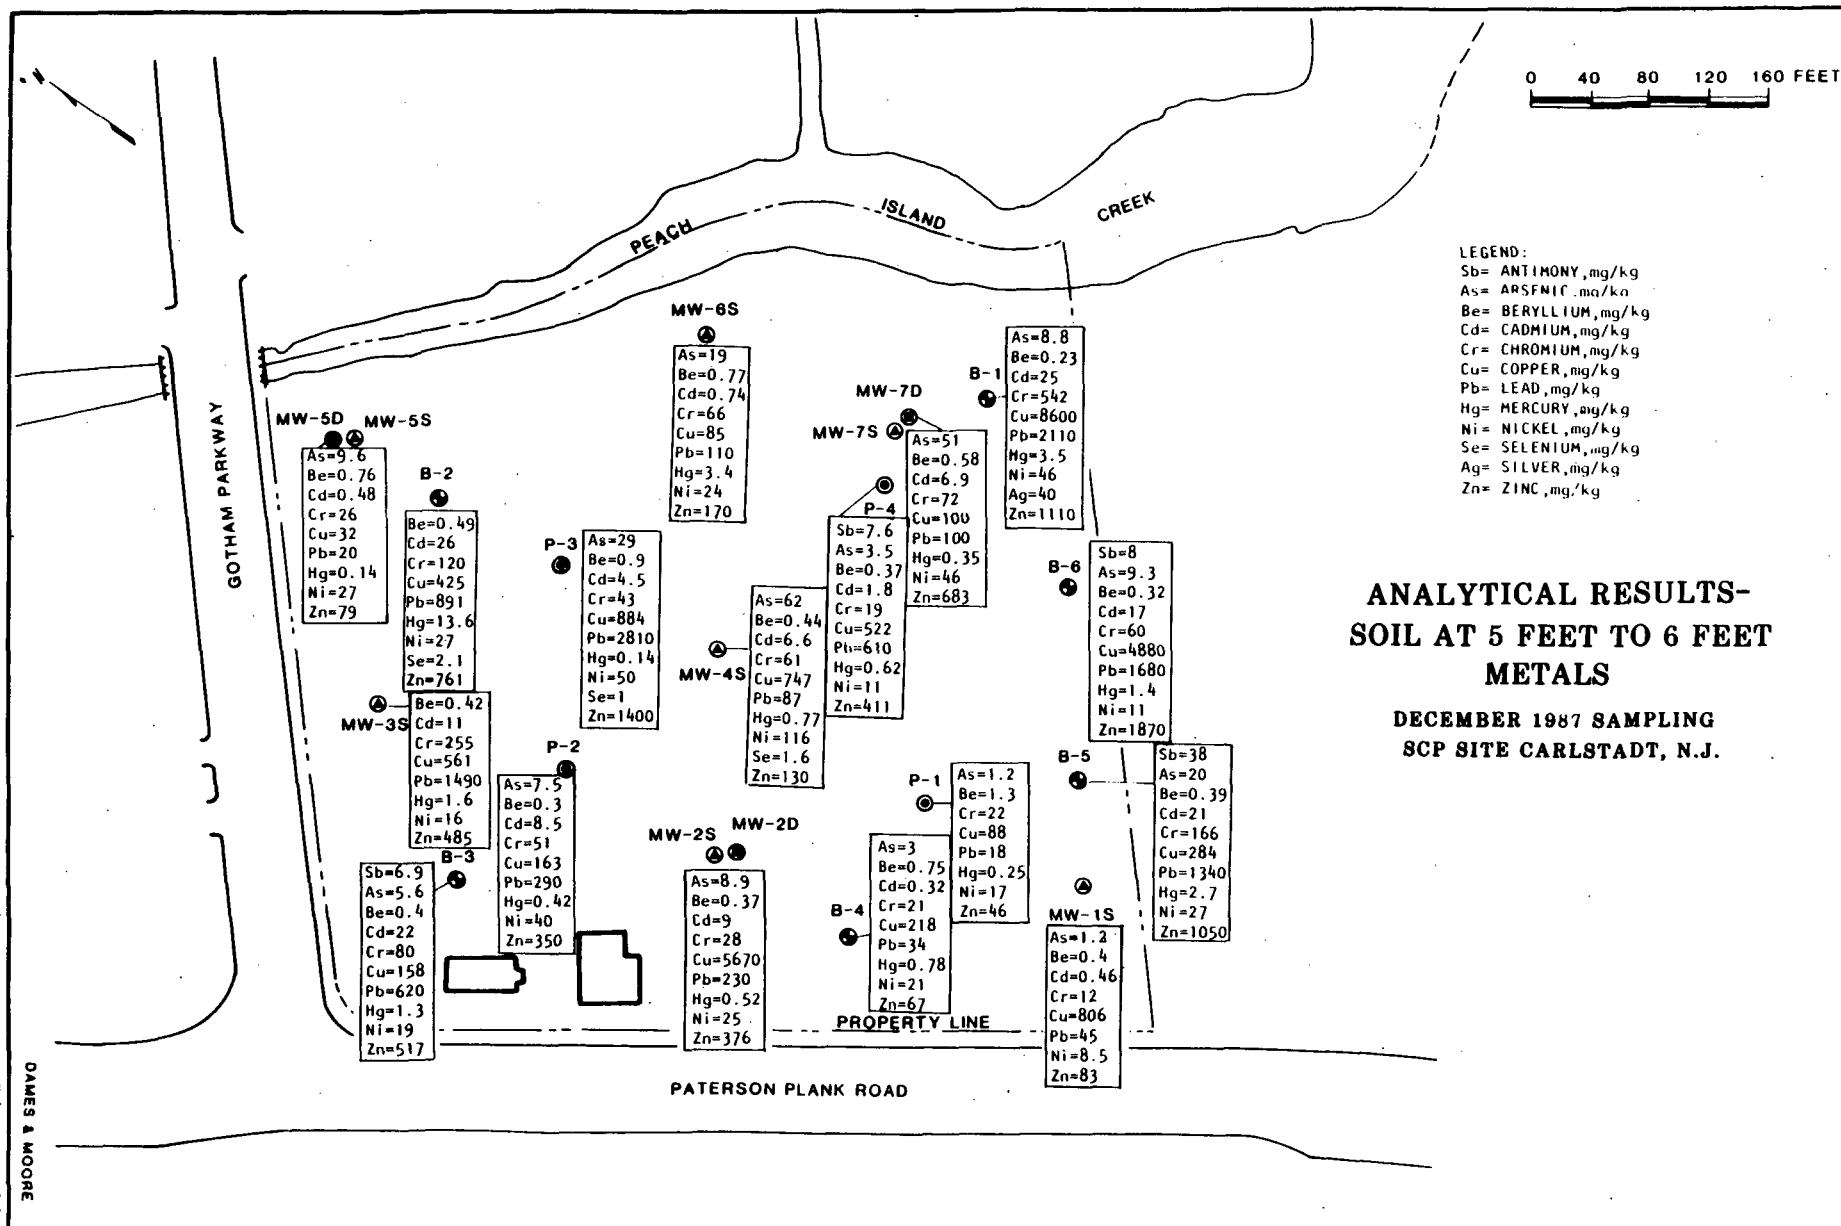 N
0 40 80 120 160 FEET
PEACH ISLAND CREEK
LEGEND:
Sb= ANTIMONY,mg/kg
As= ARSENIC.mg/kg
Be= BERYLLIUM,mg/kg
Cd= CADMIUM,mg/kg
Cr= CHROMIUM,mg/kg
Cu= COPPER,mg/kg
Pb= LEAD,mg/kg
Hg= MERCURY,mg/kg
Ni= NICKEL,mg/kg
Se= SELENIUM,mg/kg
Ag= SILVER,mg/kg
Zn= ZINC,mg/kg
ANALYTICAL RESULTS-
SOIL AT 5 FEET TO 6 FEET
METALS
DECEMBER 1987 SAMPLING
SCP SITE CARLSTADT, N.J.
GOTHAM PARKWAY
MW-5D MW-5S
As=9.6
Be=0.76
Cd=0.48
Cr=26
Cu=32
Pb=20
Hg=0.14
Ni=27
Zn=79
B-2
Be=0.49
Cd=26
Cr=120
Cu=425
Pb=891
Hg=13.6
Ni=27
Se=2.1
Zn=761
MW-3S
Be=0.42
Cd=11
Cr=255
Cu=561
Pb=1490
Hg=1.6
Ni=16
Zn=485
B-3
Sb=6.9
As=5.6
Be=0.4
Cd=22
Cr=80
Cu=158
Pb=620
Hg=1.3
Ni=19
Zn=517
P-3
As=29
Be=0.9
Cd=4.5
Cr=43
Cu=884
Pb=2810
Hg=0.14
Ni=50
Se=1
Zn=1400
P-2
As=7.5
Be=0.3
Cd=8.5
Cr=51
Cu=163
Pb=290
Hg=0.42
Ni=40
Zn=350
MW-6S
As=19
Be=0.77
Cd=0.74
Cr=66
Cu=85
Pb=110
Hg=3.4
Ni=24
Zn=170
MW-4S
As=62
Be=0.44
Cd=6.6
Cr=61
Cu=747
Pb=87
Hg=0.77
Ni=116
Se=1.6
Zn=130
MW-2S MW-2D
As=8.9
Be=0.37
Cd=9
Cr=28
Cu=5670
Pb=230
Hg=0.52
Ni=25
Zn=376
MW-7D
MW-7S
As=51
Be=0.58
Cd=6.9
Cr=72
Cu=100
Pb=100
Hg=0.35
Ni=46
Zn=683
P-4
Sb=7.6
As=3.5
Be=0.37
Cd=1.8
Cr=19
Cu=522
Pb=610
Hg=0.62
Ni=11
Zn=411
B-1
As=8.8
Be=0.23
Cd=25
Cr=542
Cu=8600
Pb=2110
Hg=3.5
Ni=46
Ag=40
Zn=1110
B-6
Sb=8
As=9.3
Be=0.32
Cd=17
Cr=60
Cu=4880
Pb=1680
Hg=1.4
Ni=11
Zn=1870
B-5
Sb=38
As=20
Be=0.39
Cd=21
Cr=166
Cu=284
Pb=1340
Hg=2.7
Ni=27
Zn=1050
P-1
As=1.2
Be=1.3
Cr=22
Cu=88
Pb=18
Hg=0.25
Ni=17
Zn=46
B-4
As=3
Be=0.75
Cd=0.32
Cr=21
Cu=218
Pb=34
Hg=0.78
Ni=21
Zn=67
MW-1S
As=1.2
Be=0.4
Cd=0.46
Cr=12
Cu=806
Pb=45
Ni=8.5
Zn=83
PROPERTY LINE
PATERSON PLANK ROAD
DAMES & MOORE